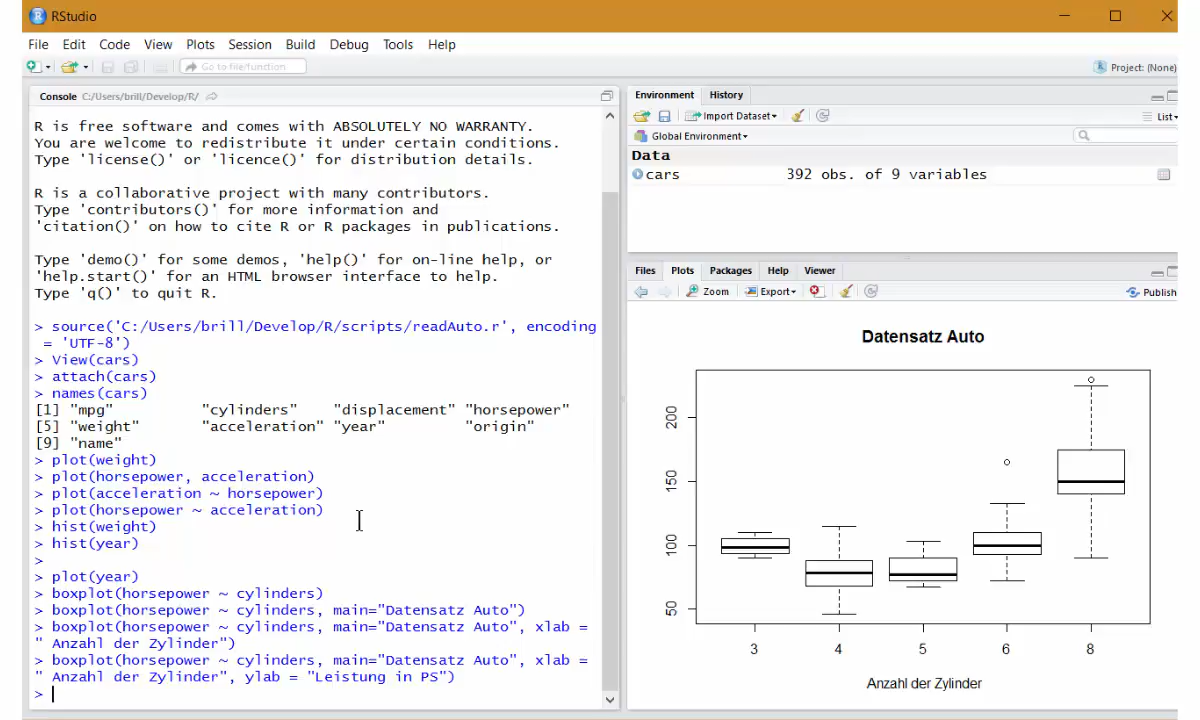 RStudio
File Edit Code View Plots Session Build Debug Tools Help
Go to file/function
Project: (None)
Console C:/Users/brill/Develop/R/
R is free software and comes with ABSOLUTELY NO WARRANTY.
You are welcome to redistribute it under certain conditions.
Type 'license()' or 'licence()' for distribution details.
R is a collaborative project with many contributors.
Type 'contributors()' for more information and
'citation()' on how to cite R or R packages in publications.
Type 'demo()' for some demos, 'help()' for on-line help, or
'help.start()' for an HTML browser interface to help.
Type 'q()' to quit R.
> source('C:/Users/brill/Develop/R/scripts/readAuto.r', encoding
= 'UTF-8')
> View(cars)
> attach(cars)
> names(cars)
[1] "mpg" "cylinders" "displacement" "horsepower"
[5] "weight" "acceleration" "year" "origin"
[9] "name"
> plot(weight)
> plot(horsepower, acceleration)
> plot(acceleration ~ horsepower)
> plot(horsepower ~ acceleration)
> hist(weight)
> hist(year)
>
> plot(year)
> boxplot(horsepower ~ cylinders)
> boxplot(horsepower ~ cylinders, main="Datensatz Auto")
> boxplot(horsepower ~ cylinders, main="Datensatz Auto", xlab =
" Anzahl der Zylinder")
> boxplot(horsepower ~ cylinders, main="Datensatz Auto", xlab =
" Anzahl der Zylinder", ylab = "Leistung in PS")
>
Environment History
Import Dataset
List
Global Environment
Data
cars 392 obs. of 9 variables
Files Plots Packages Help Viewer
Zoom Export Publish
Datensatz Auto
200
150
100
50
3 4 5 6 8
Anzahl der Zylinder